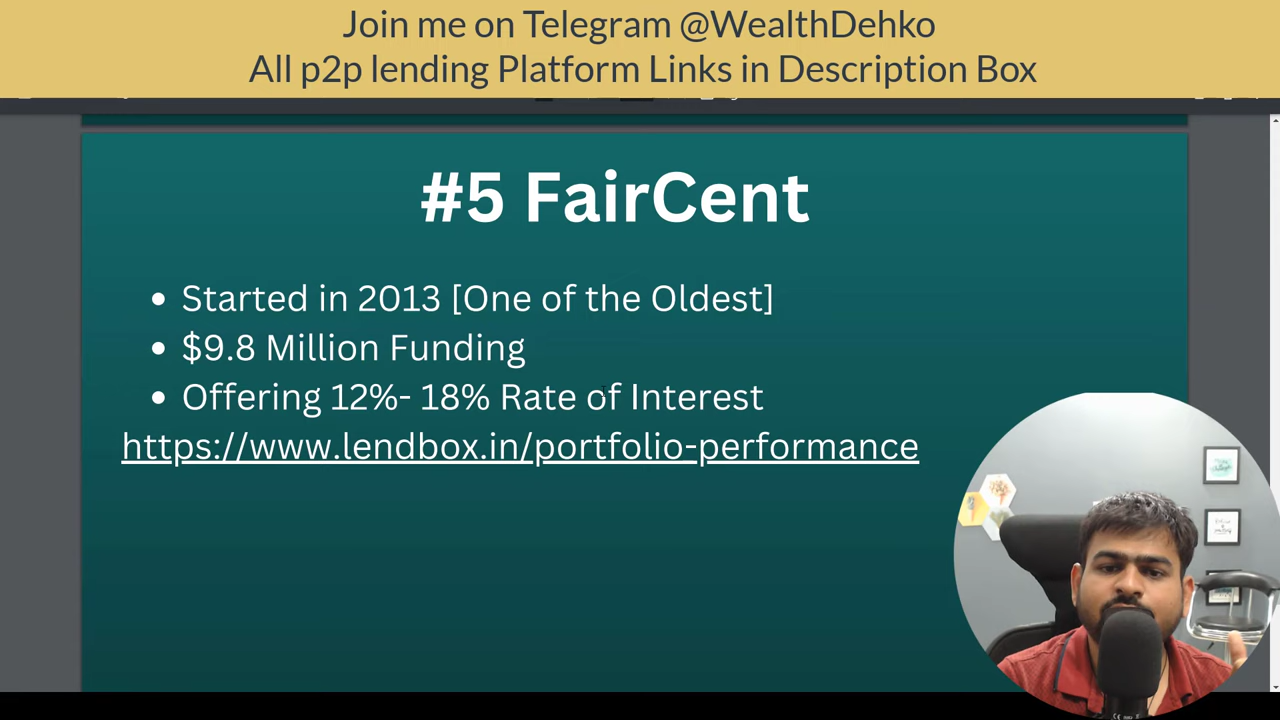 Join me on Telegram @WealthDehko
All p2p lending Platform Links in Description Box
#5 FairCent
• Started in 2013 [One of the Oldest]
• $9.8 Million Funding
• Offering 12%- 18% Rate of Interest
https://www.lendbox.in/portfolio-performance